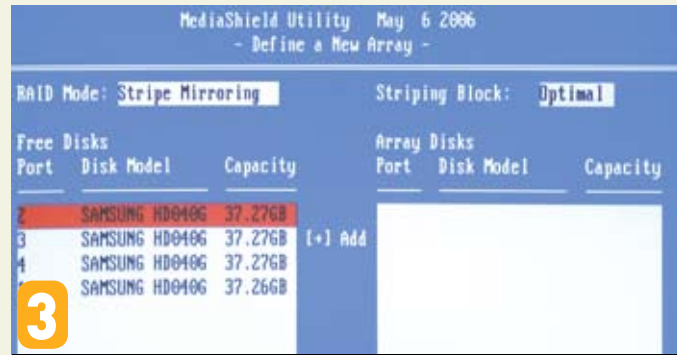 MediaShield Utility May 6 2006
- Define a New Array -
RAID Mode: Stripe Mirroring
Striping Block: Optimal
Free Disks
Port Disk Model Capacity
2 SAMSUNG HD040G 37.27GB
3 SAMSUNG HD040G 37.27GB
4 SAMSUNG HD040G 37.27GB
SAMSUNG HD040G 37.26GB
[+] Add
Array Disks
Port Disk Model Capacity
3